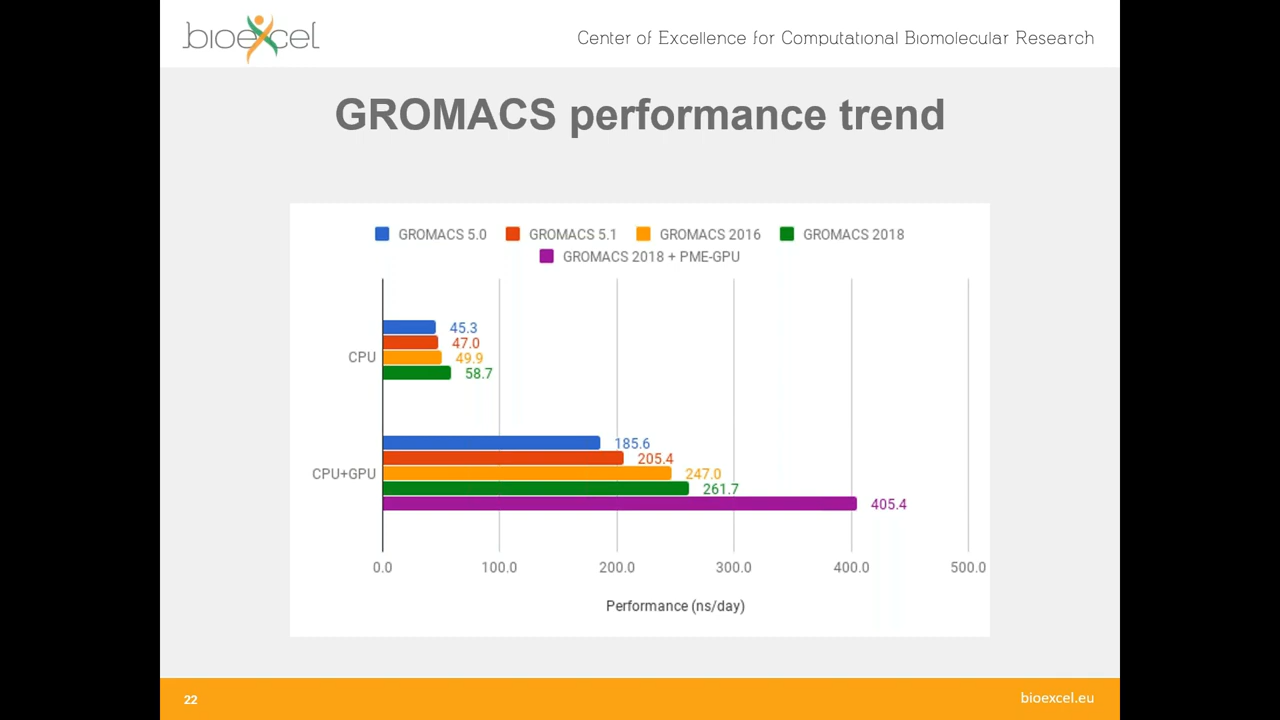 bioexcel
Center of Excellence for Computational Biomolecular Research
GROMACS performance trend
GROMACS 5.0
GROMACS 5.1
GROMACS 2016
GROMACS 2018
GROMACS 2018 + PME-GPU
CPU
45.3
47.0
49.9
58.7
CPU+GPU
185.6
205.4
247.0
261.7
405.4
0.0 100.0 200.0 300.0 400.0 500.0
Performance (ns/day)
22
bioexcel.eu